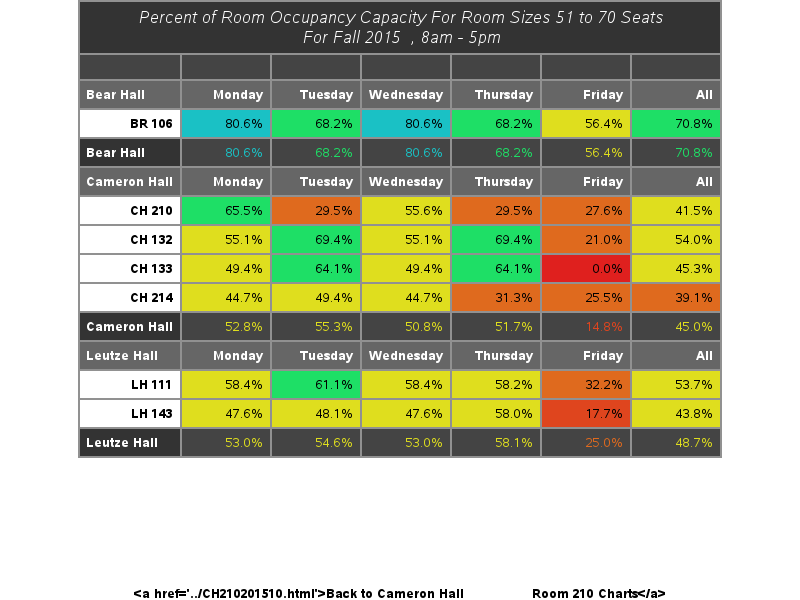 Percent of Room Occupancy Capacity For Room Sizes 51 to 70 Seats
For Fall 2015 , 8am - 5pm
Bear Hall Monday Tuesday Wednesday Thursday Friday All
BR 106 80.6% 68.2% 80.6% 68.2% 56.4% 70.8%
Bear Hall 80.6% 68.2% 80.6% 68.2% 56.4% 70.8%
Cameron Hall Monday Tuesday Wednesday Thursday Friday All
CH 210 65.5% 29.5% 55.6% 29.5% 27.6% 41.5%
CH 132 55.1% 69.4% 55.1% 69.4% 21.0% 54.0%
CH 133 49.4% 64.1% 49.4% 64.1% 0.0% 45.3%
CH 214 44.7% 49.4% 44.7% 31.3% 25.5% 39.1%
Cameron Hall 52.8% 55.3% 50.8% 51.7% 14.8% 45.0%
Leutze Hall Monday Tuesday Wednesday Thursday Friday All
LH 111 58.4% 61.1% 58.4% 58.2% 32.2% 53.7%
LH 143 47.6% 48.1% 47.6% 58.0% 17.7% 43.8%
Leutze Hall 53.0% 54.6% 53.0% 58.1% 25.0% 48.7%
<a href='../CH210201510.html'>Back to Cameron Hall Room 210 Charts</a>